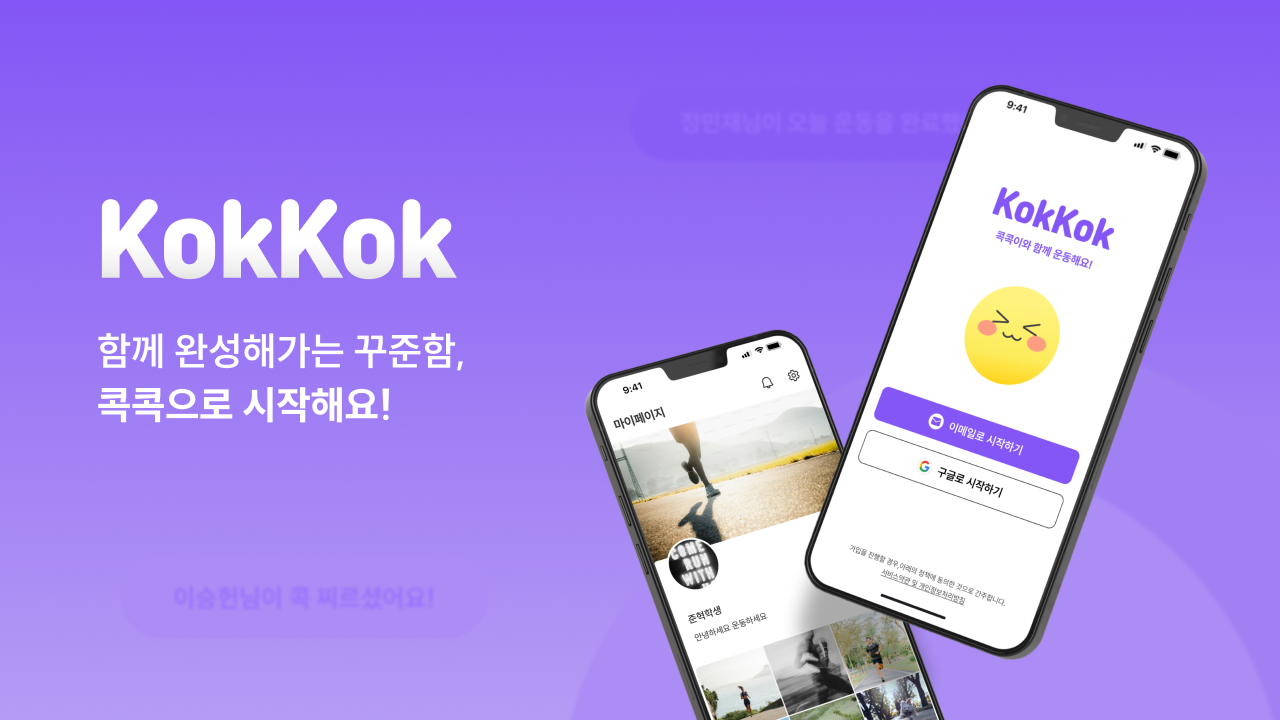 KokKok
함께 완성해가는 꾸준함,
콕콕으로 시작해요!
이승헌님이 콕 찌르셨어요!
정민재님이 오늘 운동을 완료했
9:41
마이페이지
COME
RUN
WITH
준혁학생
안녕하세요 운동하세요
9:41
KokKok
콕콕이와 함께 운동해요!
이메일로 시작하기
구글로 시작하기
가입을 진행할 경우, 아래의 정책에 동의한 것으로 간주합니다.
서비스약관 및 개인정보처리방침